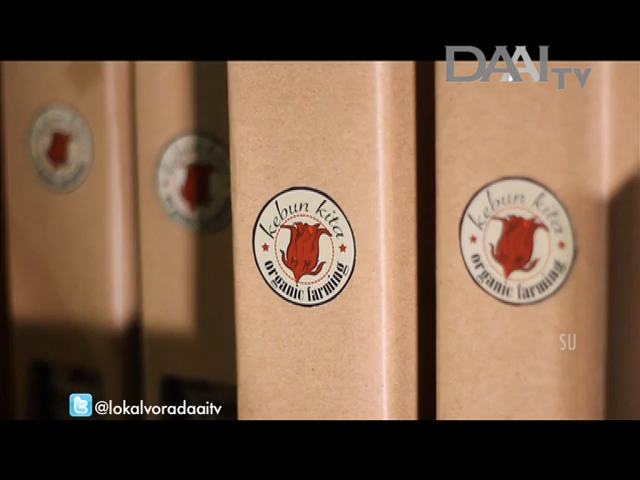 DAAI TV
kebun kita
organic farming
kebun kita
organic farming
SU
@lokalvoradaaitv